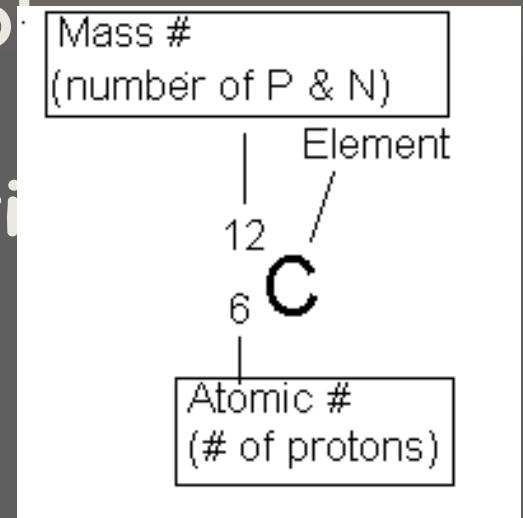 Mass #
(number of P & N)
Element
12
C
6
Atomic #
(# of protons)